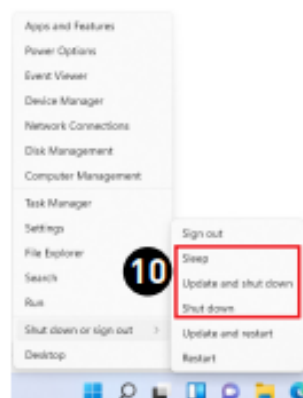 Apps and Features
Power Options
Event Viewer
Device Manager
Network Connections
Disk Management
Computer Management
Task Manager
Settings
File Explorer
Search
Run
Shut down or sign out
Desktop
10
Sign out
Sleep
Update and shut down
Shut down
Update and restart
Restart